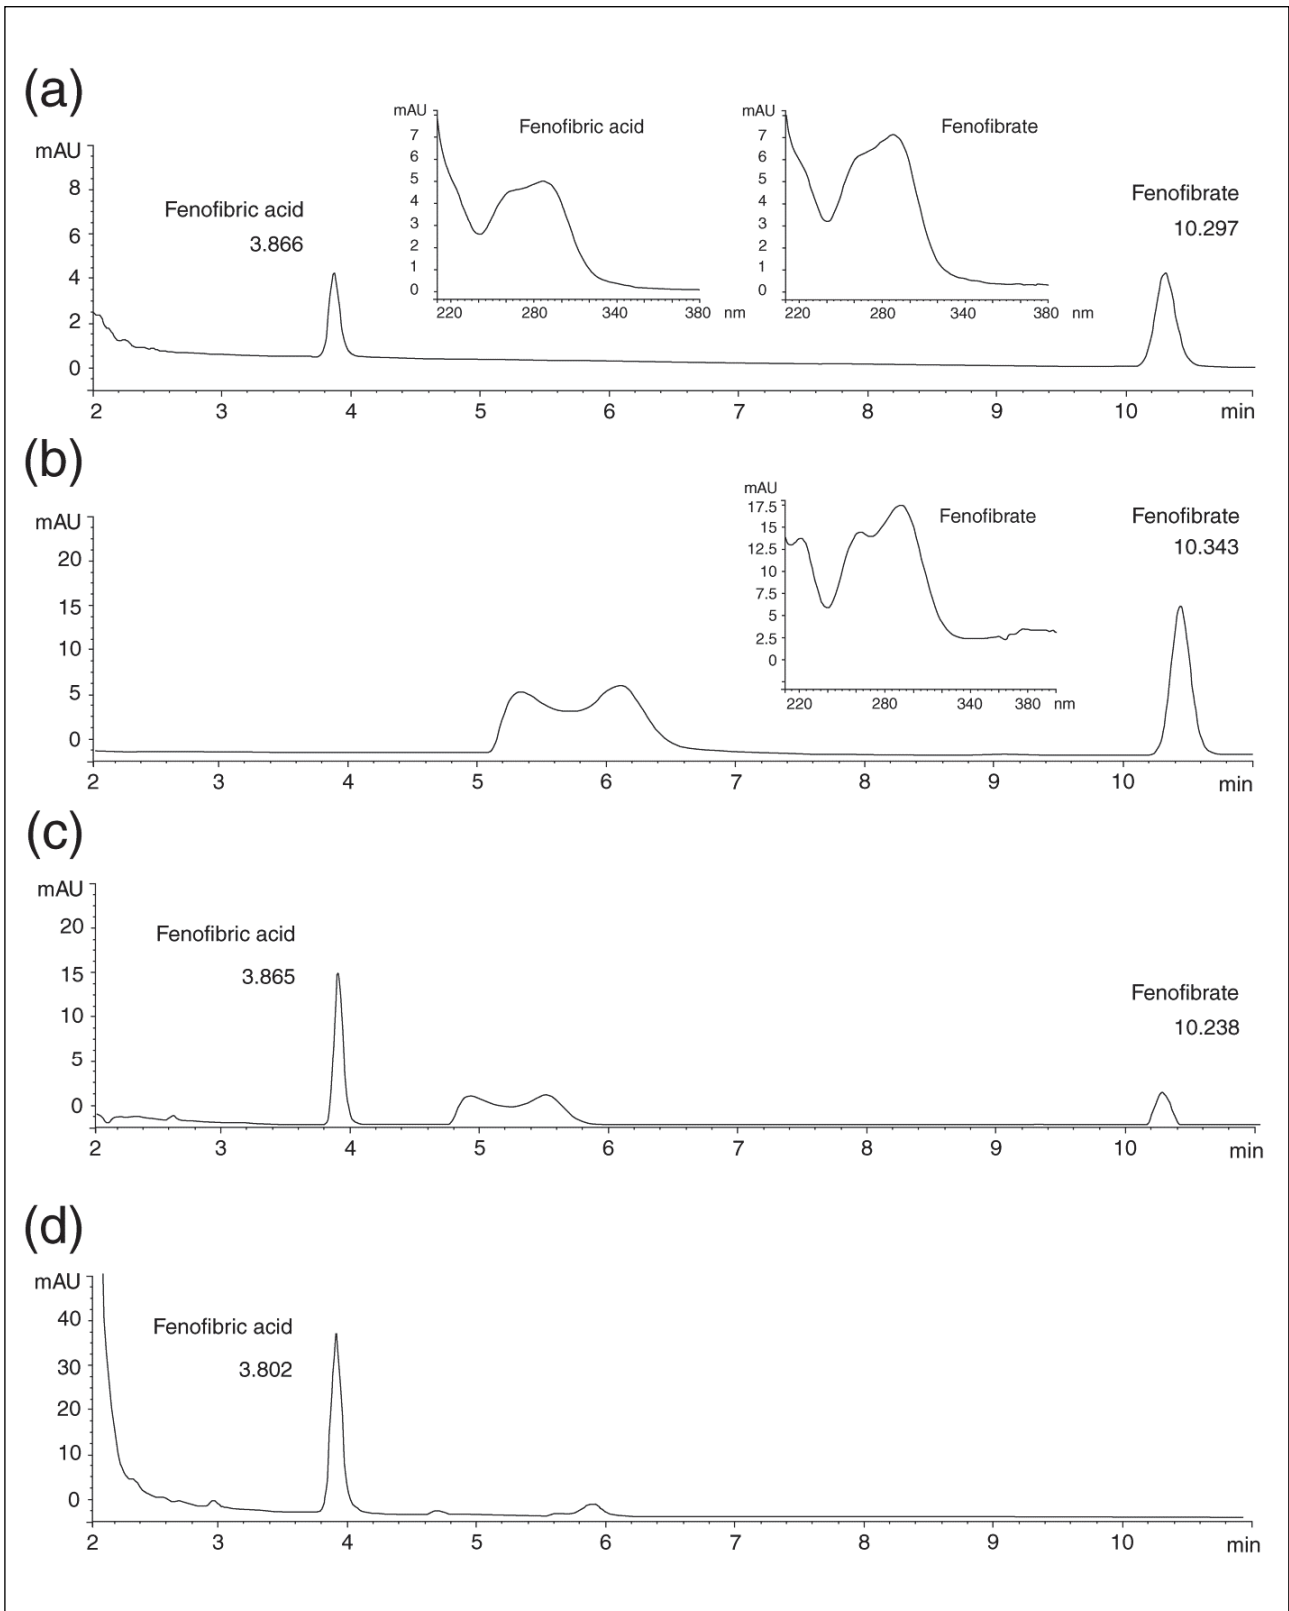 (a)
mAU
8
6
4
2
0
Fenofibric acid
3.866
mAU
7
6
5
4
3
2
1
0
Fenofibric acid
220 280 340 380 nm
mAU
7
6
5
4
3
2
1
0
Fenofibrate
220 280 340 380 nm
Fenofibrate
10.297
2 3 4 5 6 7 8 9 10 min
(b)
mAU
20
15
10
5
0
mAU
17.5
15
12.5
10
7.5
5
2.5
0
Fenofibrate
220 280 340 380 nm
Fenofibrate
10.343
2 3 4 5 6 7 8 9 10 min
(c)
mAU
20
15
10
5
0
Fenofibric acid
3.865
Fenofibrate
10.238
2 3 4 5 6 7 8 9 10 min
(d)
mAU
40
30
20
10
0
Fenofibric acid
3.802
2 3 4 5 6 7 8 9 10 min